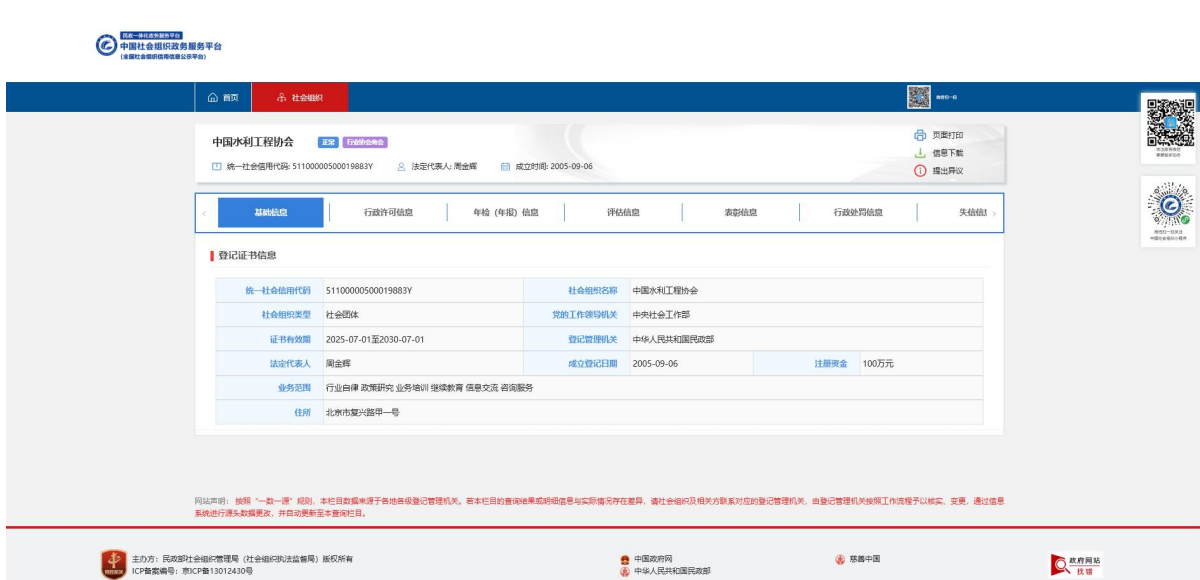 民政一体化政务服务平台
中国社会组织政务服务平台
(全国社会组织信用信息公示平台)
首页
社会组织
微信扫一扫
中国水利工程协会 正常 行业协会商会
统一社会信用代码: 51100000500019883Y 法定代表人: 周金辉 成立时间: 2005-09-06
页面打印
信息下载
提出异议
基础信息 行政许可信息 年检 (年报) 信息 评估信息 表彰信息 行政处罚信息 失信信息
登记证书信息
统一社会信用代码 51100000500019883Y 社会组织名称 中国水利工程协会
社会组织类型 社会团体 党的工作领导机关 中央社会工作部
证书有效期 2025-07-01至2030-07-01 登记管理机关 中华人民共和国民政部
法定代表人 周金辉 成立登记日期 2005-09-06 注册资金 100万元
业务范围 行业自律 政策研究 业务培训 继续教育 信息交流 咨询服务
住所 北京市复兴路甲一号
网站声明： 按照“一数一源”规则，本栏目数据来源于各地各级登记管理机关。若本栏目的查询结果或明细信息与实际情况存在差异，请社会组织及相关方联系对应的登记管理机关，由登记管理机关按照工作流程予以核实、变更，通过信息
系统进行源头数据更改，并自动更新至本查询栏目。
主办方：民政部社会组织管理局（社会组织执法监督局）版权所有
ICP备案编号：京ICP备13012430号
中国政府网
中华人民共和国民政部
慈善中国
政府网站
找错